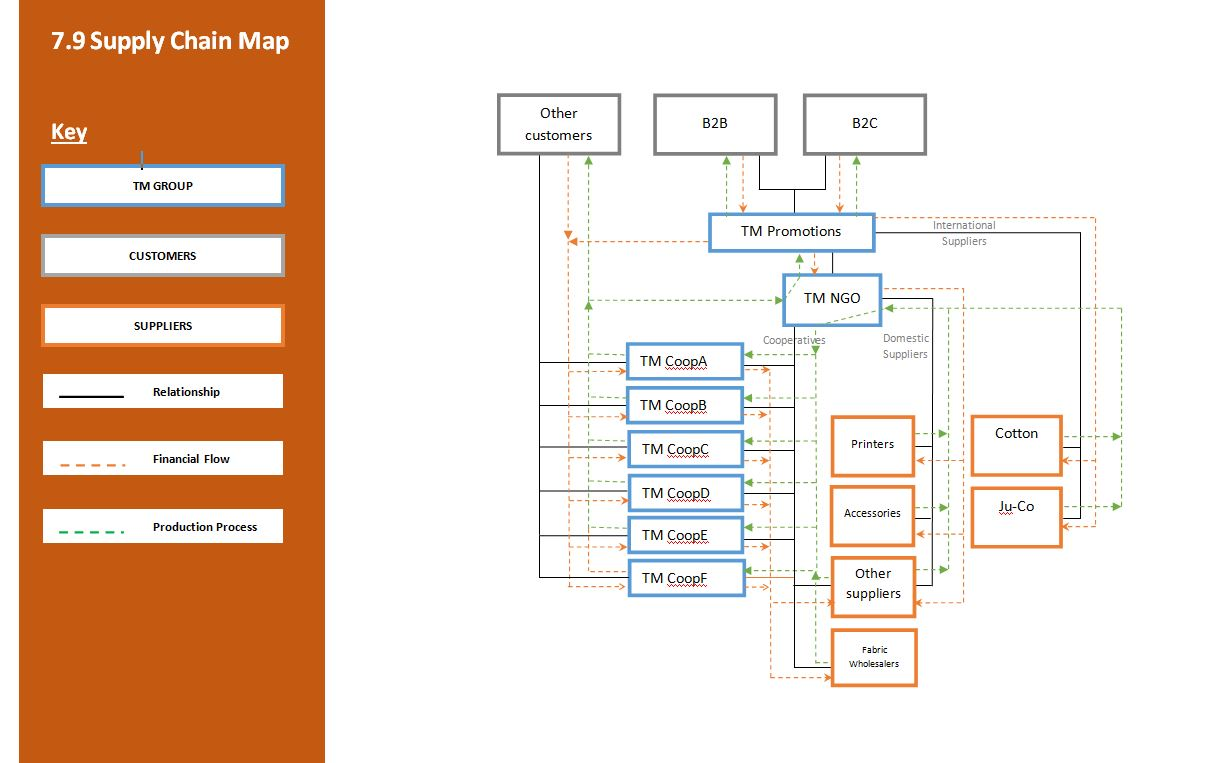 7.9 Supply Chain Map
Key
TM GROUP
CUSTOMERS
SUPPLIERS
Relationship
Financial Flow
Production Process
Other
customers
B2B
B2C
TM Promotions
International
Suppliers
TM NGO
Cooperatives
Domestic
Suppliers
TM CoopA
TM CoopB
TM CoopC
TM CoopD
TM CoopE
TM CoopF
Printers
Accessories
Other
suppliers
Fabric
Wholesalers
Cotton
Ju-Co